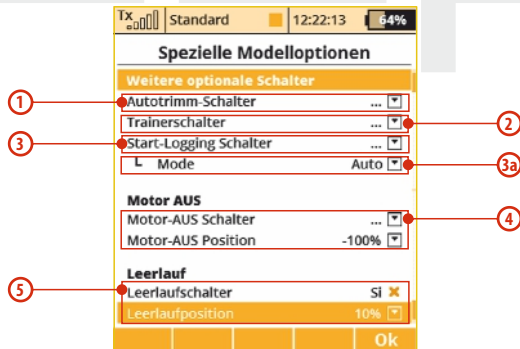 Tx Standard 12:22:13 64%
Spezielle Modelloptionen
Weitere optionale Schalter
1 Autotrimm-Schalter ...
Trainerschalter ... 2
3 Start-Logging Schalter ...
Mode Auto 3a
Motor AUS
Motor-AUS Schalter ... 4
Motor-AUS Position -100%
Leerlauf
5 Leerlaufschalter Si
Leerlaufposition 10%
Ok